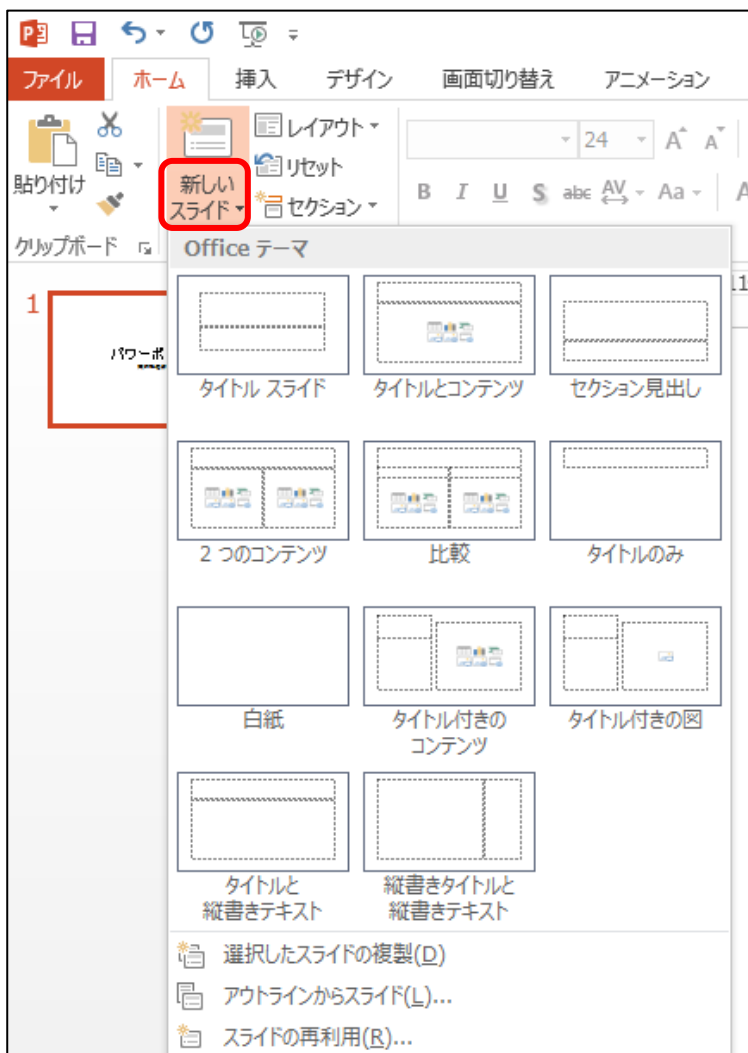 ファイル ホーム 挿入 デザイン 画面切り替え アニメーション
貼り付け
新しい
スライド
レイアウト
リセット
セクション
24
A A
B I U S abc AV Aa A
クリップボード
Office テーマ
11
1
パワーポ
タイトル スライド タイトルとコンテンツ セクション見出し
2 つのコンテンツ 比較 タイトルのみ
白紙 タイトル付きの タイトル付きの図
コンテンツ
タイトルと 縦書きタイトルと
縦書きテキスト 縦書きテキスト
選択したスライドの複製(D)
アウトラインからスライド(L)...
スライドの再利用(R)...